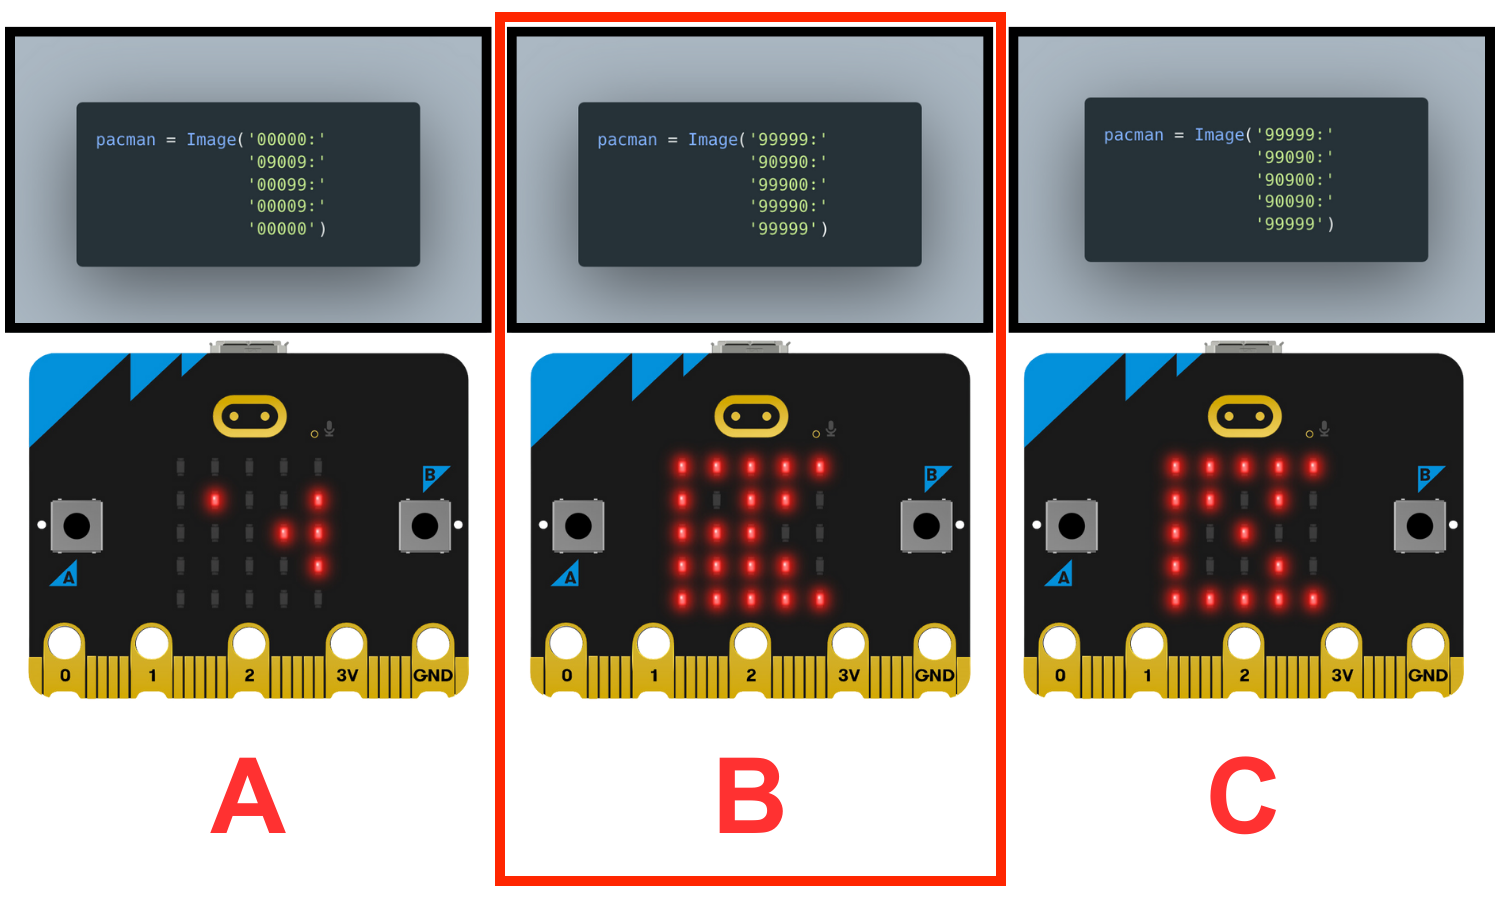 pacman = Image('00000:'
'09009:'
'00099:'
'00009:'
'00000')
pacman = Image('99999:'
'90990:'
'99900:'
'99990:'
'99999')
pacman = Image('99999:'
'99090:'
'90900:'
'90090:'
'99999')
B
A
0 1 2 3V GND
B
A
0 1 2 3V GND
B
A
0 1 2 3V GND
A
B
C